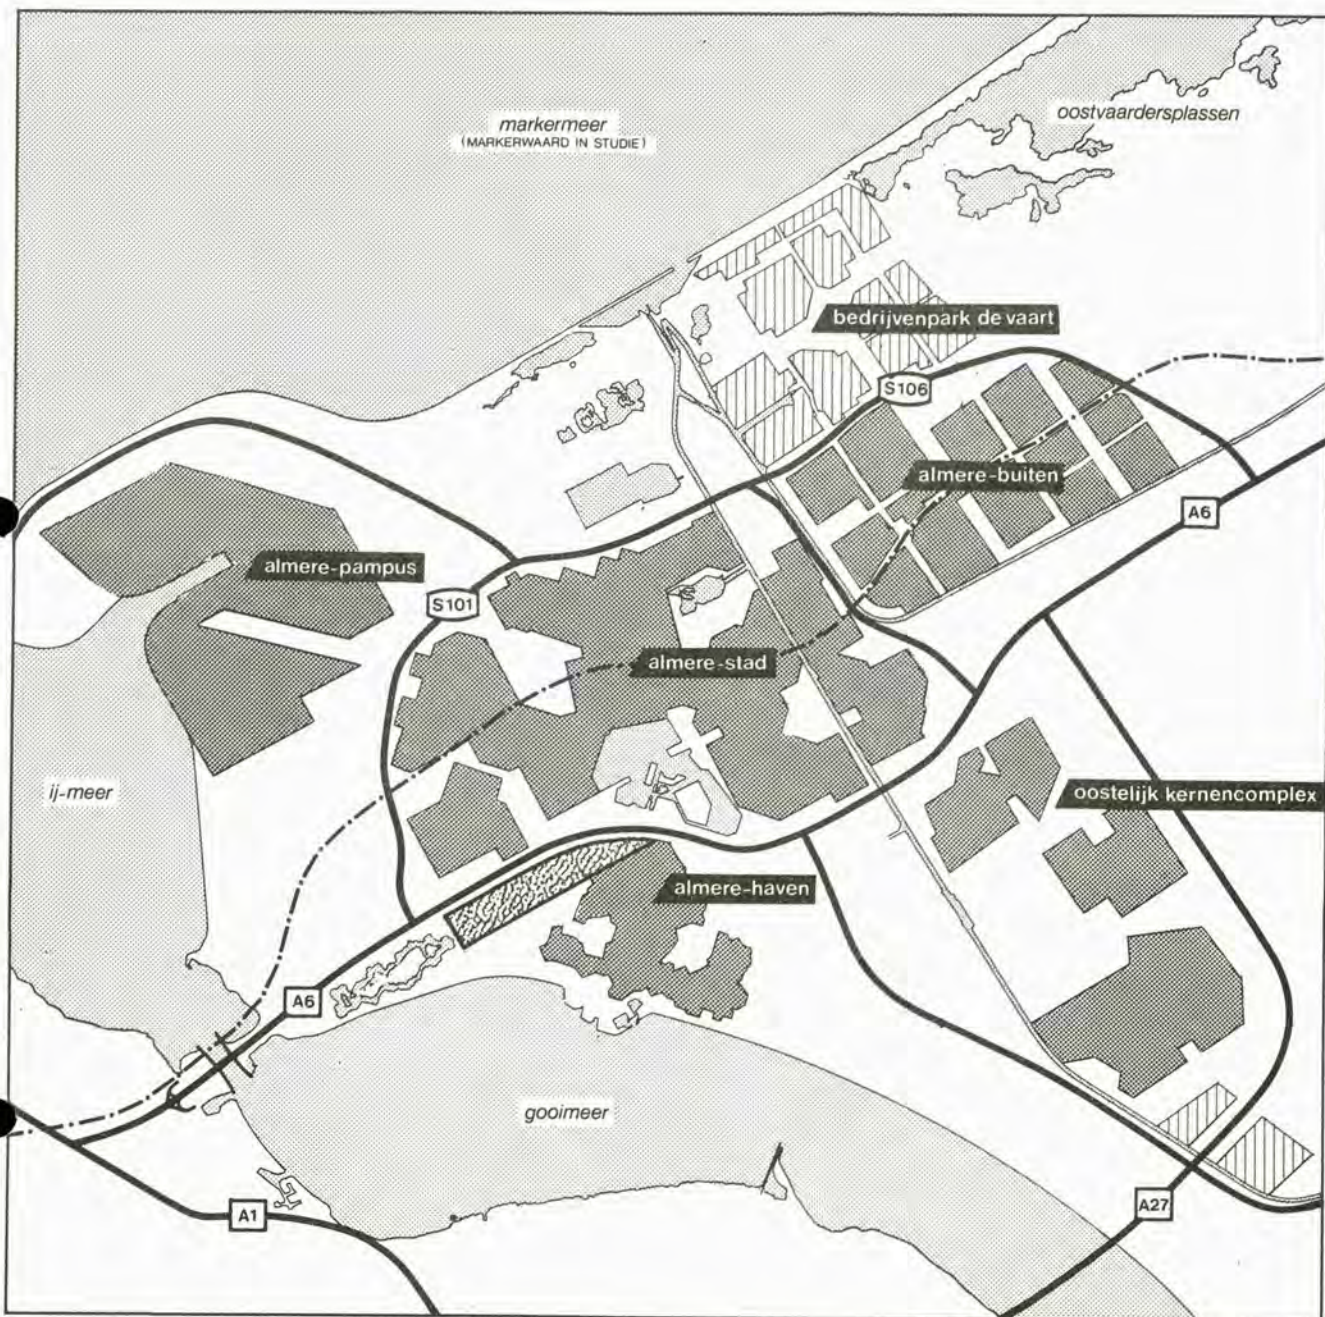 markermeer
(MARKERWAARD IN STUDIE)
oostvaardersplassen
bedrijvenpark de vaart
S106
almere-buiten
A6
almere-pampus
S101
almere-stad
ij-meer
oostelijk kernencomplex
almere-haven
A6
gooimeer
A1
A27